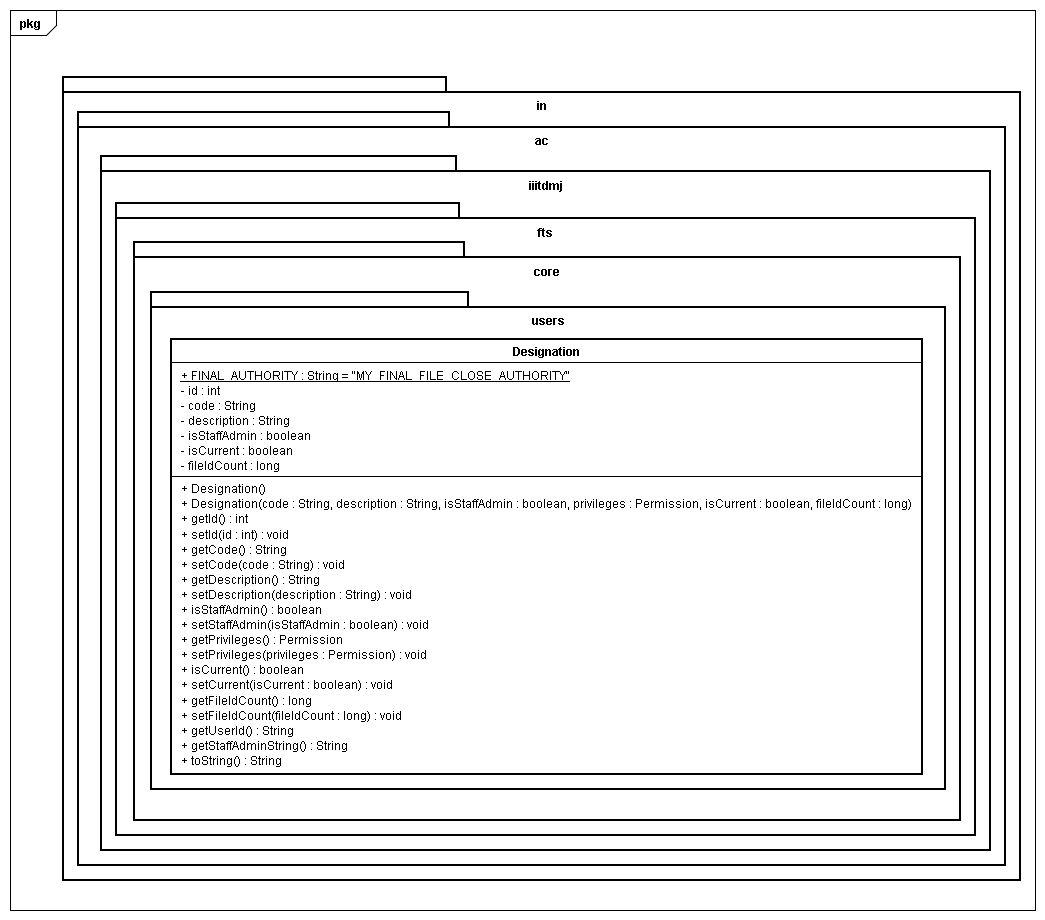 pkg
in
ac
iiitdmj
fts
core
users
Designation
+ FINAL_AUTHORITY : String = "MY_FINAL_FILE_CLOSE_AUTHORITY"
- id : int
- code : String
- description : String
- isStaffAdmin : boolean
- isCurrent : boolean
- fileIdCount : long
+ Designation()
+ Designation(code : String, description : String, isStaffAdmin : boolean, privileges : Permission, isCurrent : boolean, fileIdCount : long)
+ getId() : int
+ setId(id : int) : void
+ getCode() : String
+ setCode(code : String) : void
+ getDescription() : String
+ setDescription(description : String) : void
+ isStaffAdmin() : boolean
+ setStaffAdmin(isStaffAdmin : boolean) : void
+ getPrivileges() : Permission
+ setPrivileges(privileges : Permission) : void
+ isCurrent() : boolean
+ setCurrent(isCurrent : boolean) : void
+ getFileIdCount() : long
+ setFileIdCount(fileIdCount : long) : void
+ getUserId() : String
+ getStaffAdminString() : String
+ toString() : String